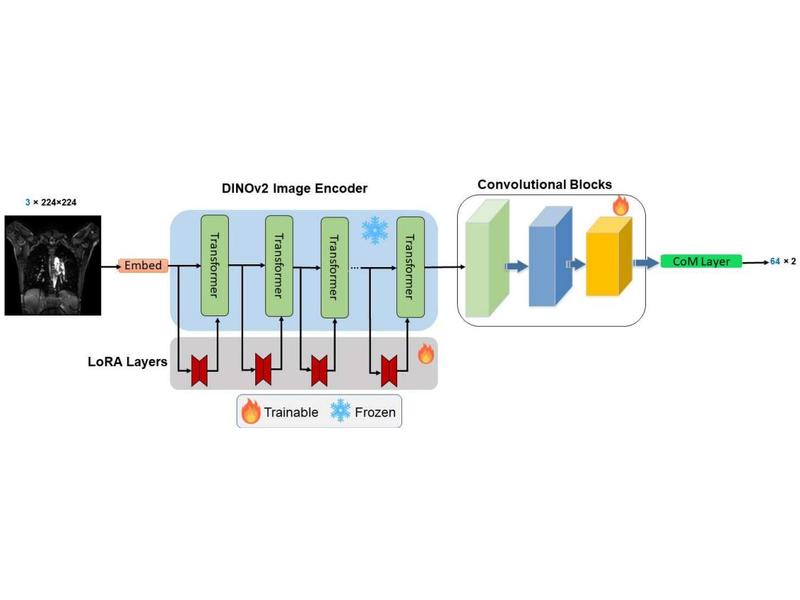 DINOv2 Image Encoder
Convolutional Blocks
3 × 224×224
Embed
Transformer
Transformer
Transformer
Transformer
CoM Layer
64 × 2
LoRA Layers
Trainable
Frozen